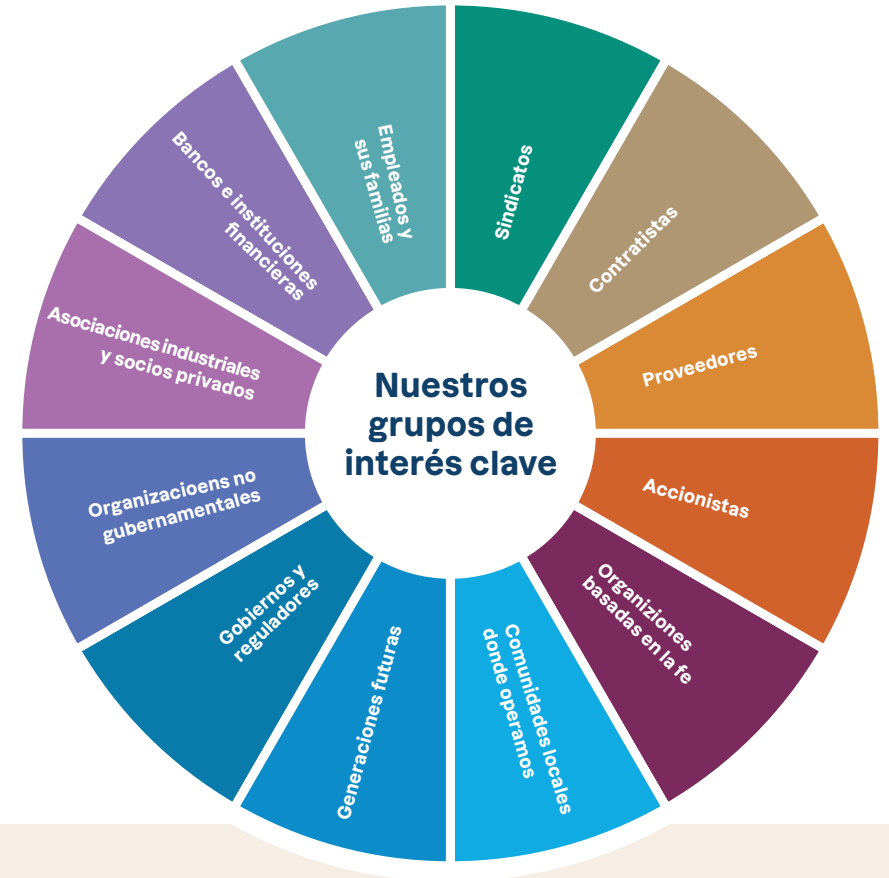 Nuestros
grupos de
interés clave
Sindicatos
Contratistas
Proveedores
Accionistas
Organiziones
basadas en la fe
Comunidades locales
donde operamos
Generaciones futuras
Gobiernos y
reguladores
Organizacioens no
gubernamentales
Asociaciones industriales
y socios privados
Bancos e instituciones
financieras
Empleados y
sus familias